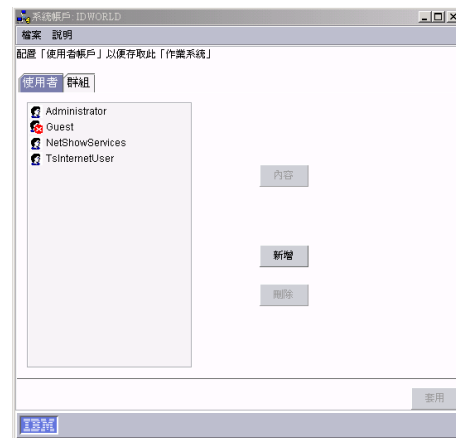 系統帳戶: IDWORLD
檔案 說明
配置「使用者帳戶」以便存取此「作業系統」
使用者 群組
Administrator
Guest
NetShowServices
TsInternetUser
內容
新增
刪除
套用
IBM